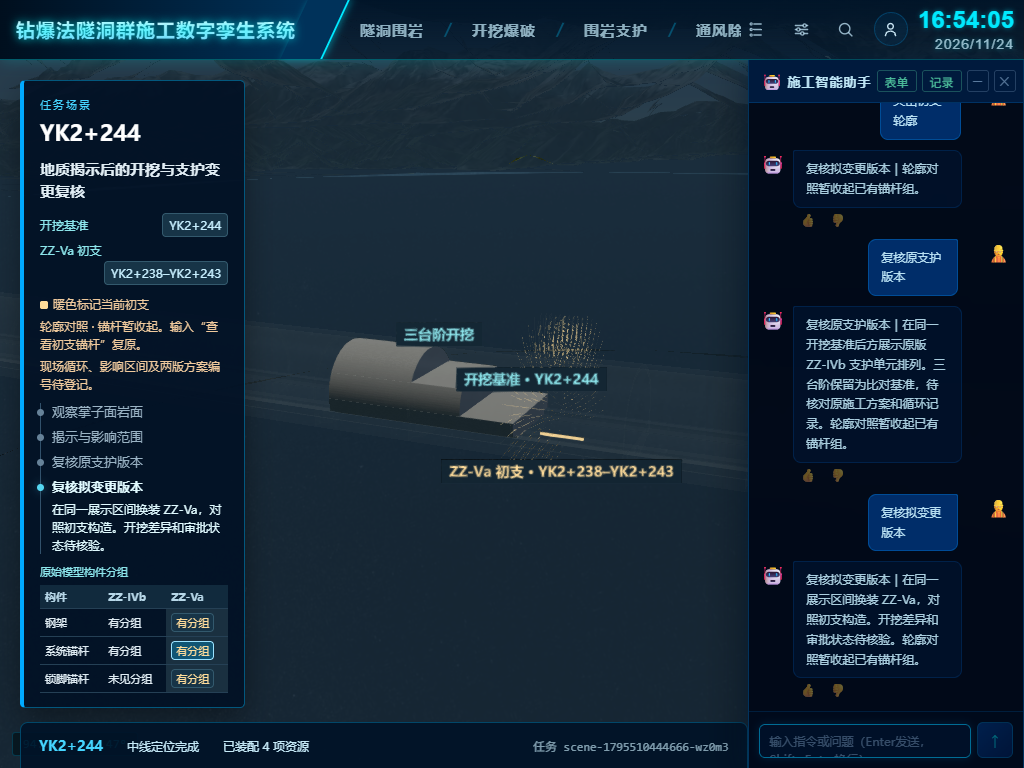 钻爆法隧洞群施工数字孪生系统
隧洞围岩 / 开挖爆破 / 围岩支护 / 通风除
16:54:05
2026/11/24
任务场景
YK2+244
地质揭示后的开挖与支护变
更复核
开挖基准 YK2+244
ZZ-Va 初支
YK2+238—YK2+243
暖色标记当前初支
轮廓对照 · 锚杆暂收起。输入“查
看初支锚杆”复原。
现场循环、影响区间及两版方案编
号待登记。
观察掌子面岩面
揭示与影响范围
复核原支护版本
复核拟变更版本
在同一展示区间换装 ZZ-Va，对
照初支构造。开挖差异和审批状
态待核验。
原始模型构件分组
构件 ZZ-IVb ZZ-Va
钢架 有分组 有分组
系统锚杆 有分组 有分组
锁脚锚杆 未见分组 有分组
三台阶开挖
开挖基准 · YK2+244
ZZ-Va 初支 · YK2+238—YK2+243
YK2+244 中线定位完成 已装配 4 项资源
任务 scene-1795510444666-wz0m3
施工智能助手 表单 记录
轮廓
复核拟变更版本 | 轮廓对
照暂收起已有锚杆组。
复核原支护
版本
复核原支护版本 | 在同一
开挖基准后方展示原版
ZZ-IVb 支护单元排列。三
台阶保留为比对基准，待
核对原施工方案和循环记
录。轮廓对照暂收起已有
锚杆组。
复核拟变更
版本
复核拟变更版本 | 在同一
展示区间换装 ZZ-Va，对
照初支构造。开挖差异和
审批状态待核验。轮廓对
照暂收起已有锚杆组。
输入指令或问题（Enter发送，